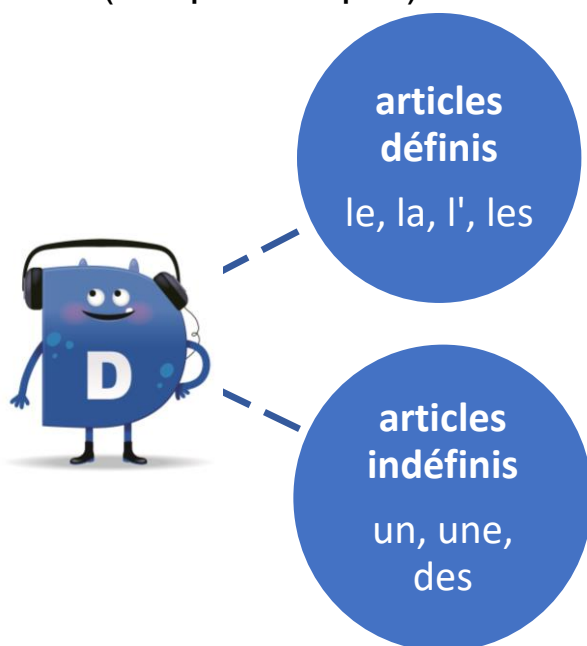 articles
définis
le, la, l', les
D
articles
indéfinis
un, une,
des